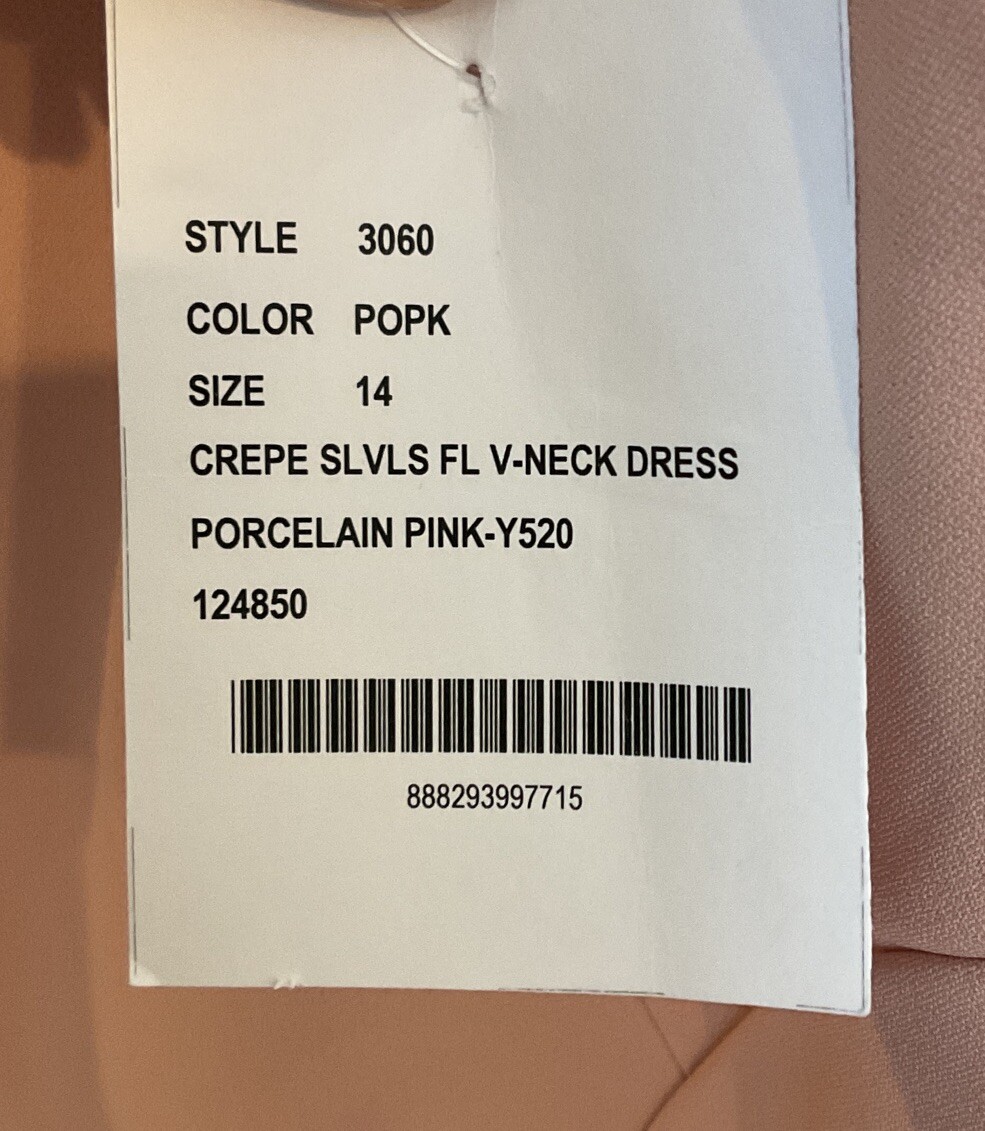 STYLE 3060
COLOR POPK
SIZE 14
CREPE SLVLS FL V-NECK DRESS
PORCELAIN PINK-Y520
124850
888293997715